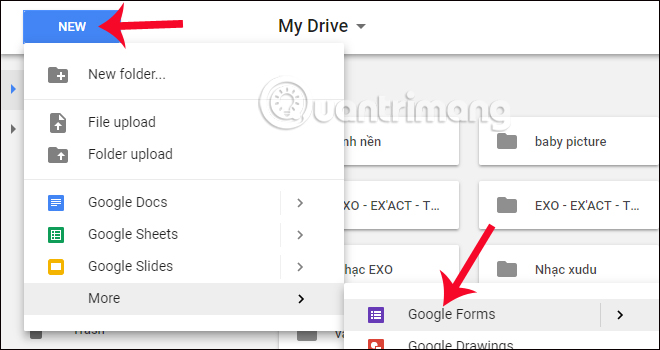 NEW
My Drive
New folder...
Quantrimang
File upload
Folder upload
nh nền
baby picture
Google Docs
Google Sheets
Google Slides
More
XO - EX'ACT - T...
EXO - EX'ACT - T...
hạc EXO
Nhạc xudu
Google Forms
Google Drawings
Trash